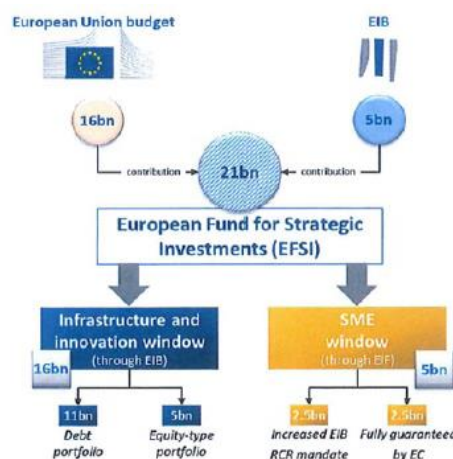 European Union budget
EIB
16bn
5bn
contribution
21bn
contribution
European Fund for Strategic
Investments (EFSI)
Infrastructure and
innovation window
(through EIB)
16bn
SME
window
(through EIF)
5bn
11bn
5bn
2.5bn
2.5bn
Debt
portfolio
Equity-type
portfolio
Increased EIB
RCR mandate
Fully guaranteed
by EC